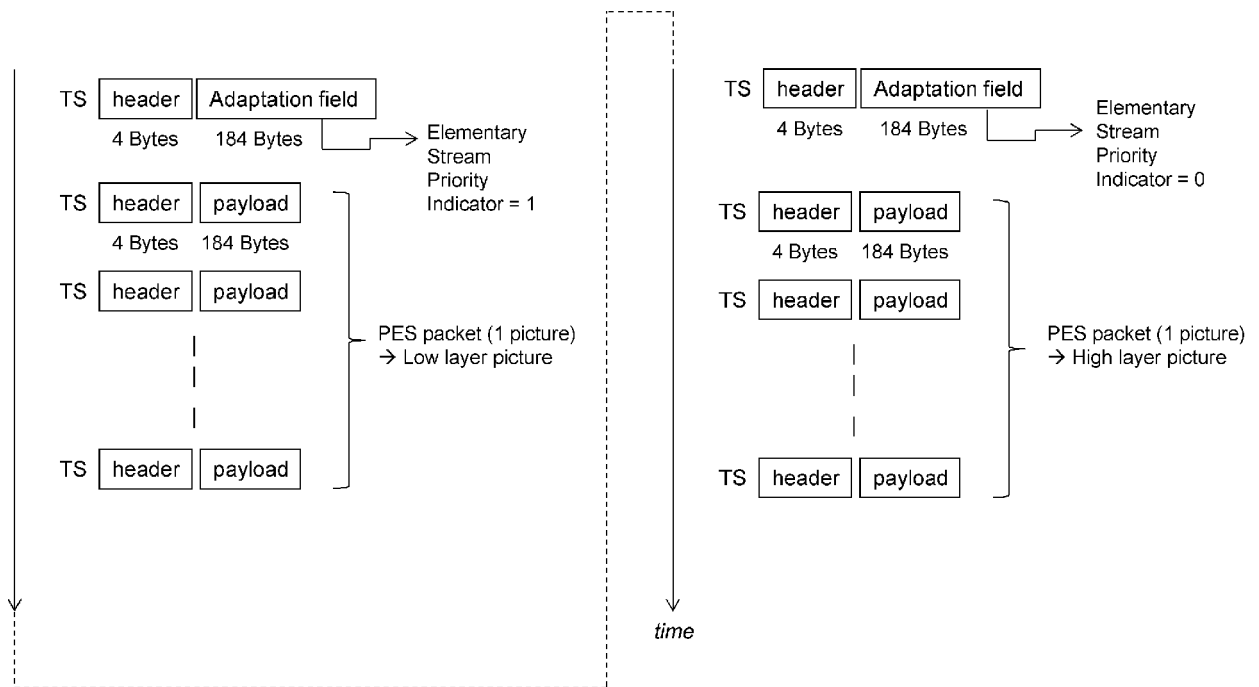 TS header Adaptation field
4 Bytes 184 Bytes
Elementary
Stream
Priority
Indicator = 1
TS header payload
4 Bytes 184 Bytes
TS header payload
PES packet (1 picture)
→ Low layer picture
TS header payload
TS header Adaptation field
4 Bytes 184 Bytes
Elementary
Stream
Priority
Indicator = 0
TS header payload
4 Bytes 184 Bytes
TS header payload
PES packet (1 picture)
→ High layer picture
TS header payload
time